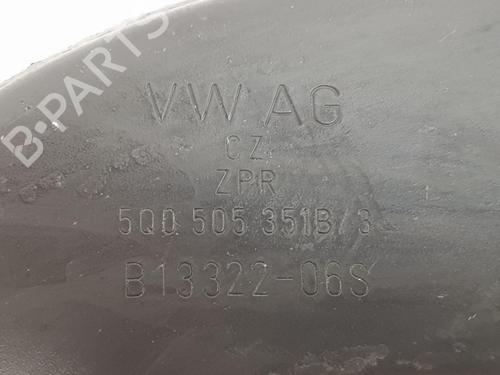 B-PARTS
VW AG
CZ
ZPR
5Q0 505 351B/3
B13322-06S